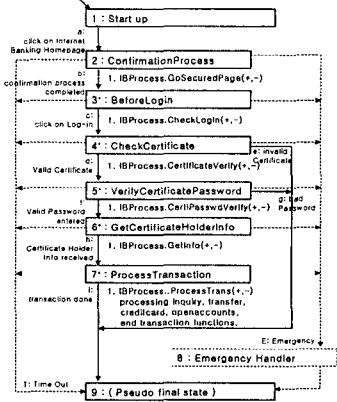 1 : Start up
a:
click on Internet
Banking Homepage
2 : ConfirmationProcess
b:
confirmation process
completed
1. IBProcess.GoSecuredPage(+,-)
3* : BeforeLogin
c:
click on Log-in
1. IBProcess.CheckLogin(+,-)
4* : CheckCertificate
e: invalid
Certificate
d:
Valid Certificate
1. IBProcess.CertificateVerify(+,-)
5* : VerifyCertificatePassword
f:
Valid Password
entered
1. IBProcess.CertiPasswdVerify(+,-)
g: bad
Password
6* : GetCertificateHolderInfo
h:
Certificate Holder
Info received
1. IBProcess.GetInfo(+,-)
7* : ProcessTransaction
i:
transaction done
1. IBProcess..ProcessTrans(+,-)
processing inquiry, transfer,
creditcard, openaccounts,
end transaction functions.
E: Emergency
8 : Emergency Handler
T: Time Out
9 : ( Pseudo final state )